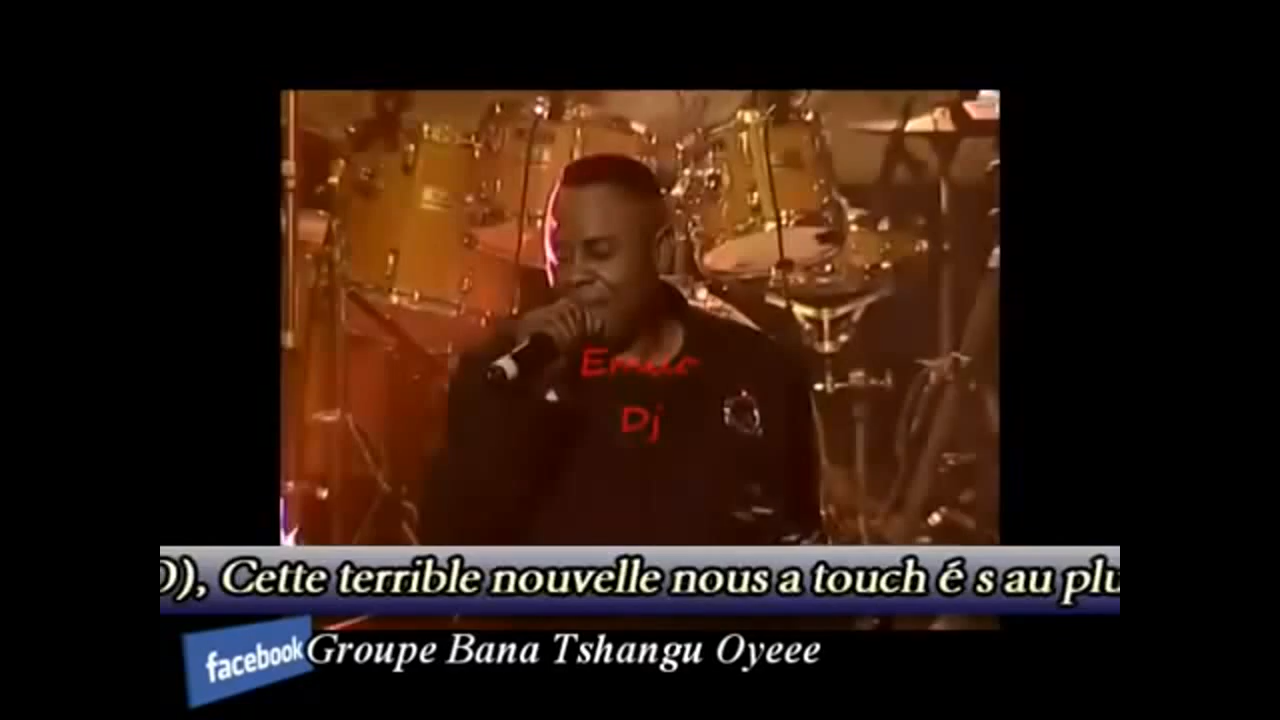 Dj
D), Cette terrible nouvelle nous a touch é s au plu
facebook Groupe Bana Tshangu Oyeee